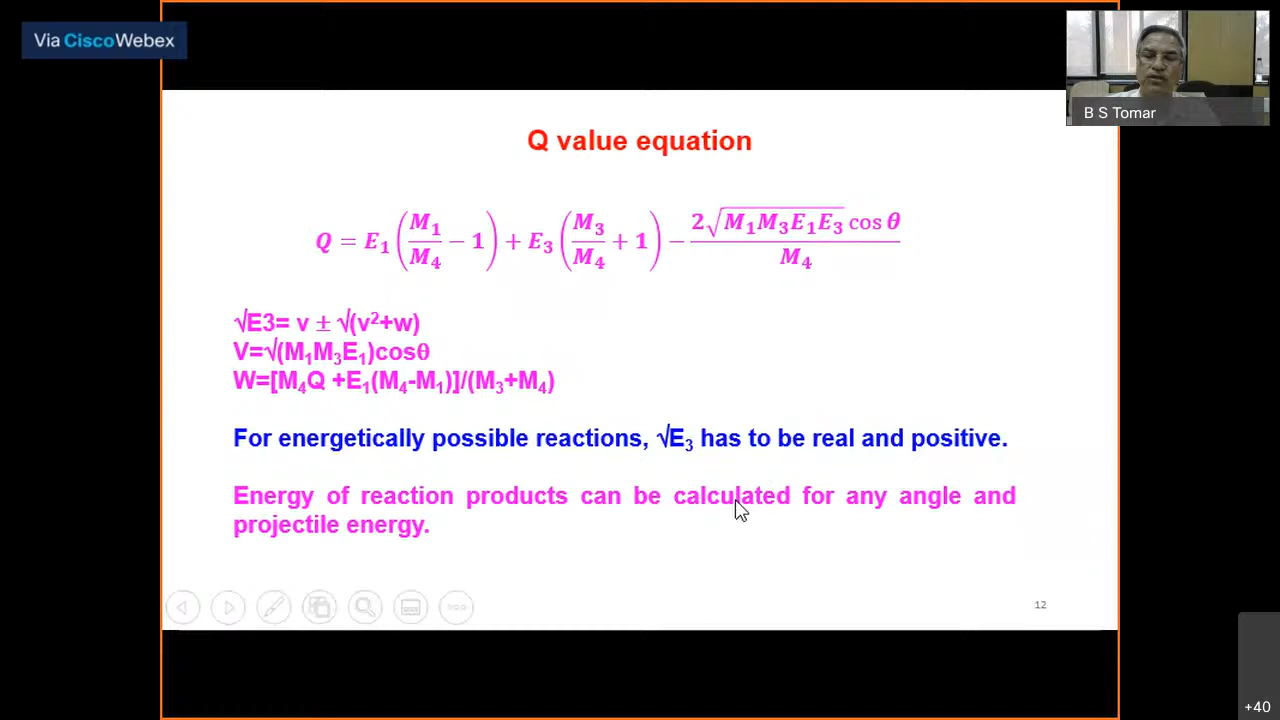 Via Cisco Webex
B S Tomar
Q value equation
Q = E₁(M₁/M₄ − 1) + E₃(M₃/M₄ + 1) − 2√(M₁M₃E₁E₃) cos θ / M₄
√E3= v ± √(v²+w)
V=√(M₁M₃E₁)cosθ
W=[M₄Q +E₁(M₄-M₁)]/(M₃+M₄)
For energetically possible reactions, √E₃ has to be real and positive.
Energy of reaction products can be calculated for any angle and
projectile energy.
12
+40